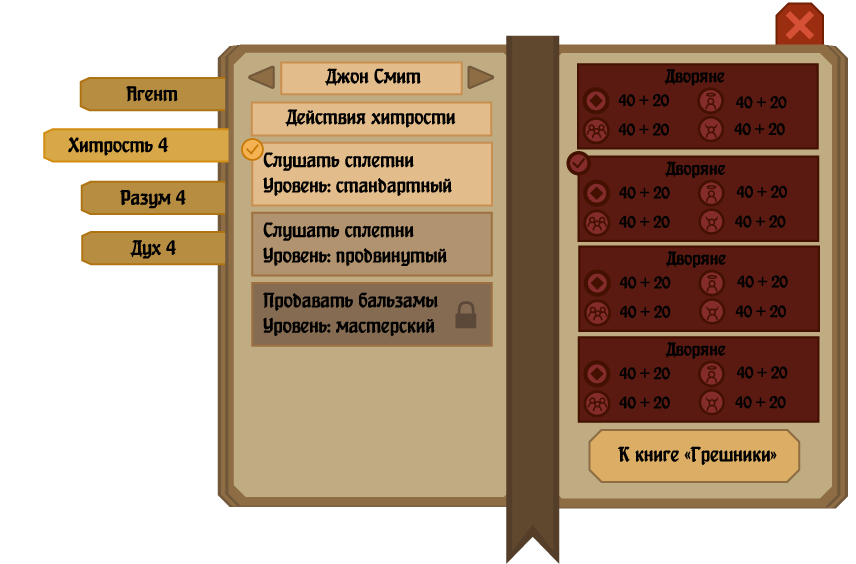 Агент
Хитрость 4
Разум 4
Дух 4
Джон Смит
Действия хитрости
Слушать сплетни
Уровень: стандартный
Слушать сплетни
Уровень: продвинутый
Продавать бальзамы
Уровень: мастерский
Дворяне
40 + 20 40 + 20
40 + 20 40 + 20
Дворяне
40 + 20 40 + 20
40 + 20 40 + 20
Дворяне
40 + 20 40 + 20
40 + 20 40 + 20
Дворяне
40 + 20 40 + 20
40 + 20 40 + 20
К книге «Грешники»